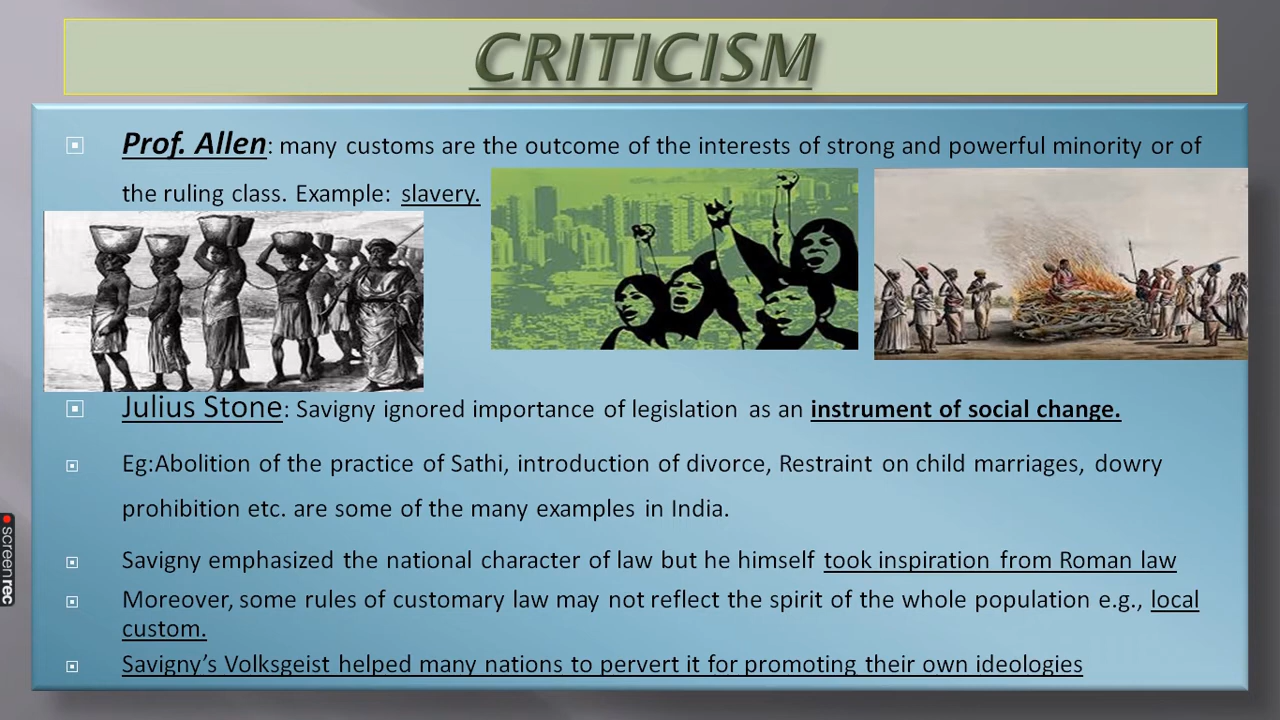 CRITICISM
Prof. Allen: many customs are the outcome of the interests of strong and powerful minority or of
the ruling class. Example: slavery.
Julius Stone: Savigny ignored importance of legislation as an instrument of social change.
Eg:Abolition of the practice of Sathi, introduction of divorce, Restraint on child marriages, dowry
prohibition etc. are some of the many examples in India.
Savigny emphasized the national character of law but he himself took inspiration from Roman law
Moreover, some rules of customary law may not reflect the spirit of the whole population e.g., local
custom.
Savigny’s Volksgeist helped many nations to pervert it for promoting their own ideologies
screenrec